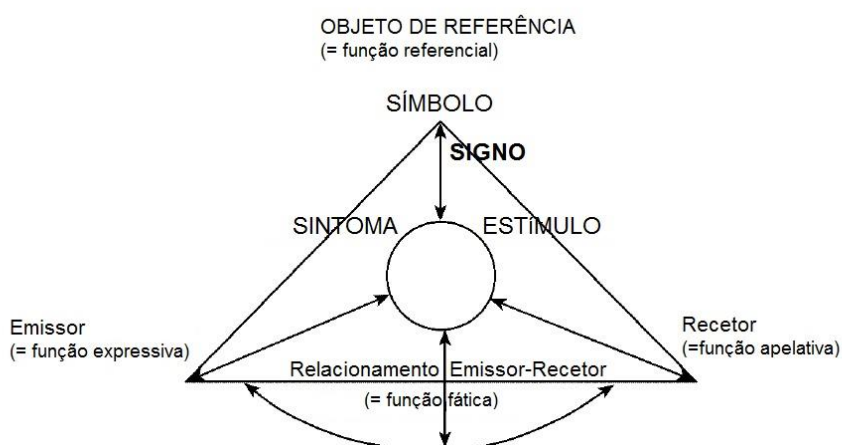 OBJETO DE REFERÊNCIA
(= função referencial)
SÍMBOLO
SIGNO
SINTOMA
ESTÍMULO
Emissor
(= função expressiva)
Recetor
(=função apelativa)
Relacionamento Emissor-Recetor
(= função fática)